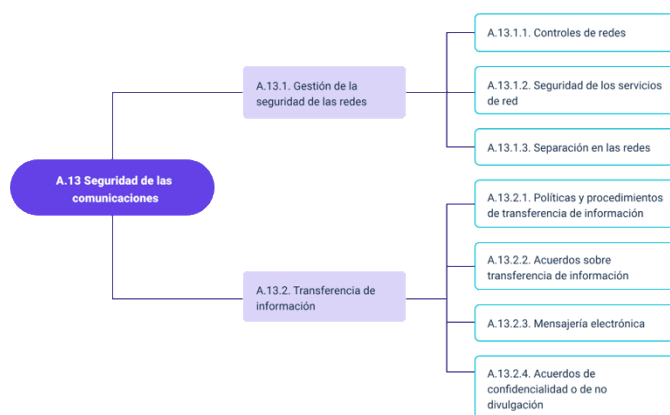 A.13 Seguridad de las
comunicaciones
A.13.1. Gestión de la
seguridad de las redes
A.13.1.1. Controles de redes
A.13.1.2. Seguridad de los servicios
de red
A.13.1.3. Separación en las redes
A.13.2. Transferencia de
información
A.13.2.1. Políticas y procedimientos
de transferencia de información
A.13.2.2. Acuerdos sobre
transferencia de información
A.13.2.3. Mensajería electrónica
A.13.2.4. Acuerdos de
confidencialidad o de no
divulgación